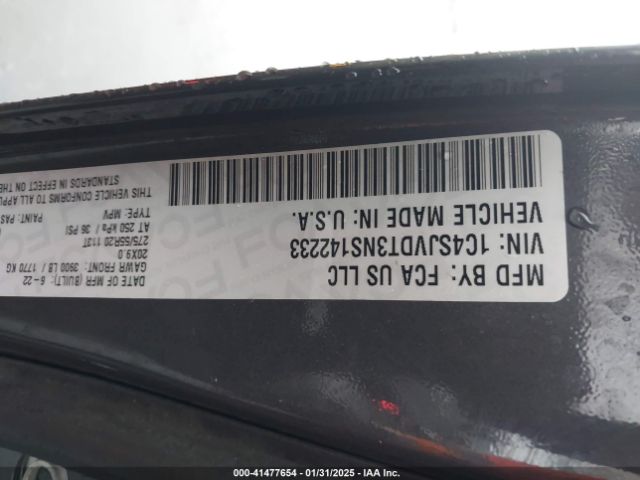 MFD BY: FCA US LLC
VIN: 1C4SJVDT3NS142233
VEHICLE MADE IN: U.S.A.
DATE OF MFR (BUILT): 6-22
GAWR FRONT: 3900 LB / 1770 KG
20X9.0
275/55R20 113T
AT 250 kPa / 36 PSI
TYPE: MPV
PAINT:
THIS VEHICLE CONFORMS TO ALL
STANDARDS IN EFFECT ON THE
000-41477654 - 01/31/2025 - IAA Inc.